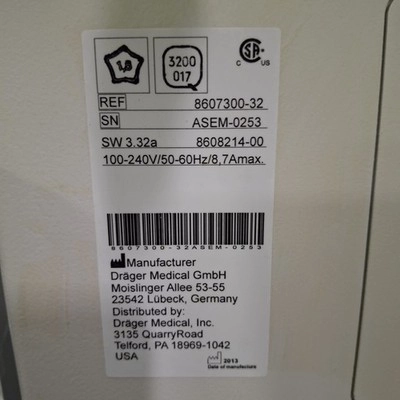 1,8
3200
017
C US
REF 8607300-32
SN ASEM-0253
SW 3.32a 8608214-00
100-240V/50-60Hz/8,7Amax.
8607300-32ASEM-0253
Manufacturer
Dräger Medical GmbH
Moislinger Allee 53-55
23542 Lübeck, Germany
Distributed by:
Dräger Medical, Inc.
3135 QuarryRoad
Telford, PA 18969-1042
USA
2013
Date of manufacture